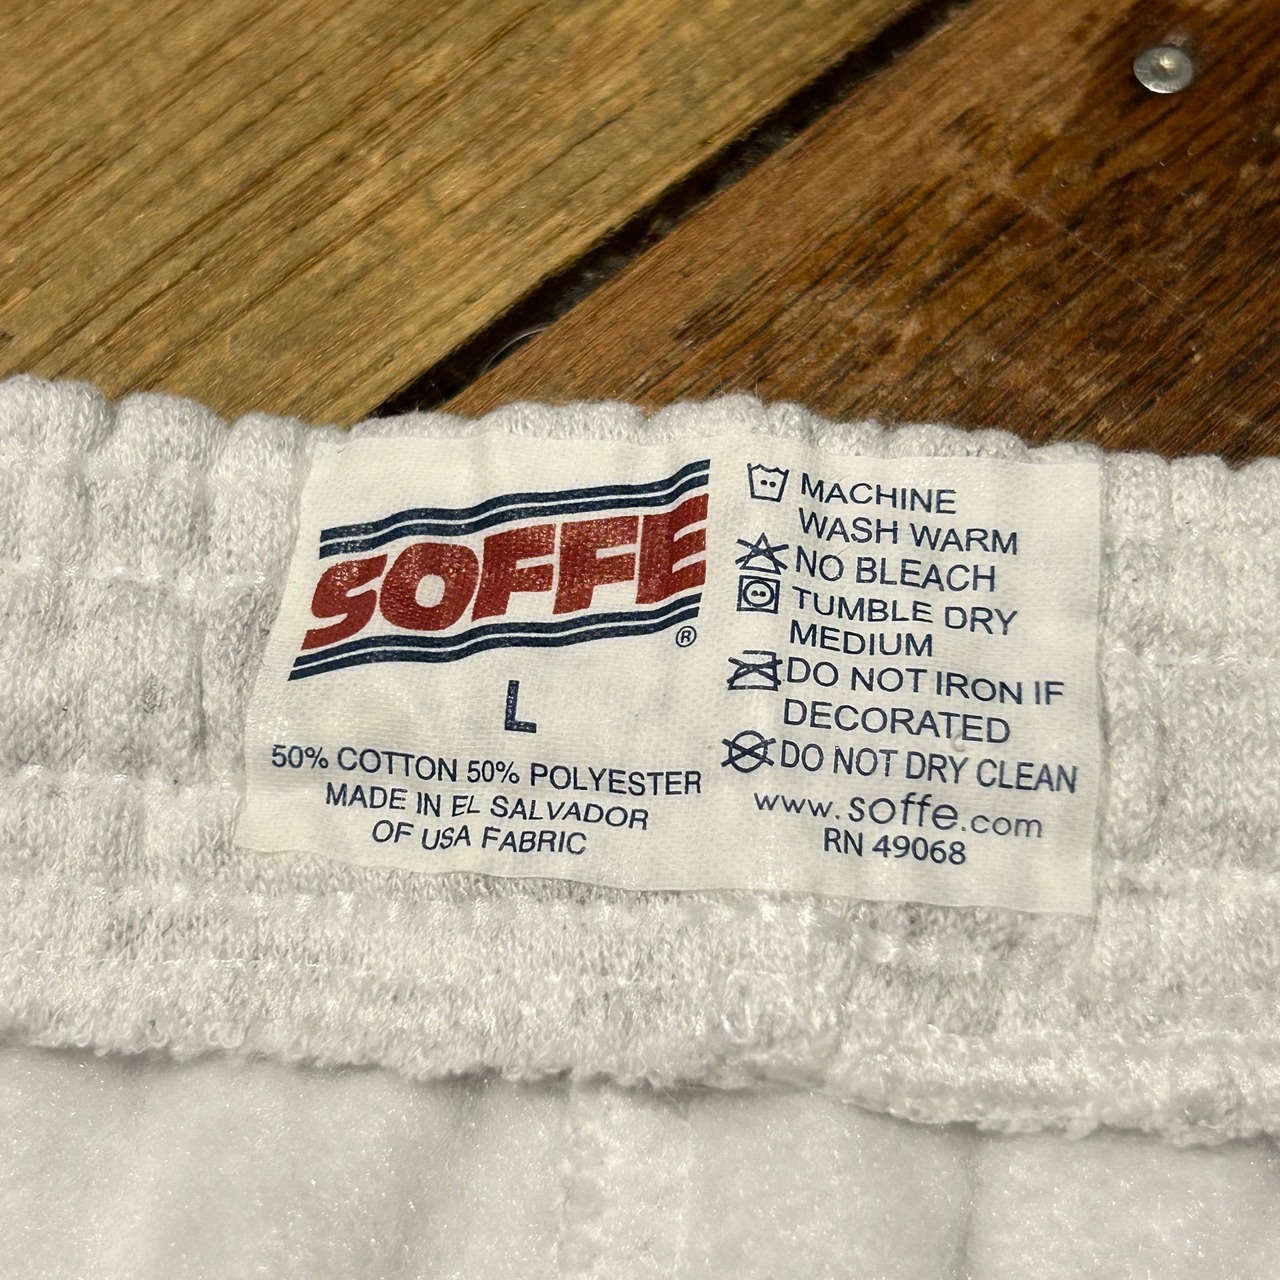 SOFFE
®
L
50% COTTON 50% POLYESTER
MADE IN EL SALVADOR
OF USA FABRIC
MACHINE
WASH WARM
NO BLEACH
TUMBLE DRY
MEDIUM
DO NOT IRON IF
DECORATED
DO NOT DRY CLEAN
www.soffe.com
RN 49068